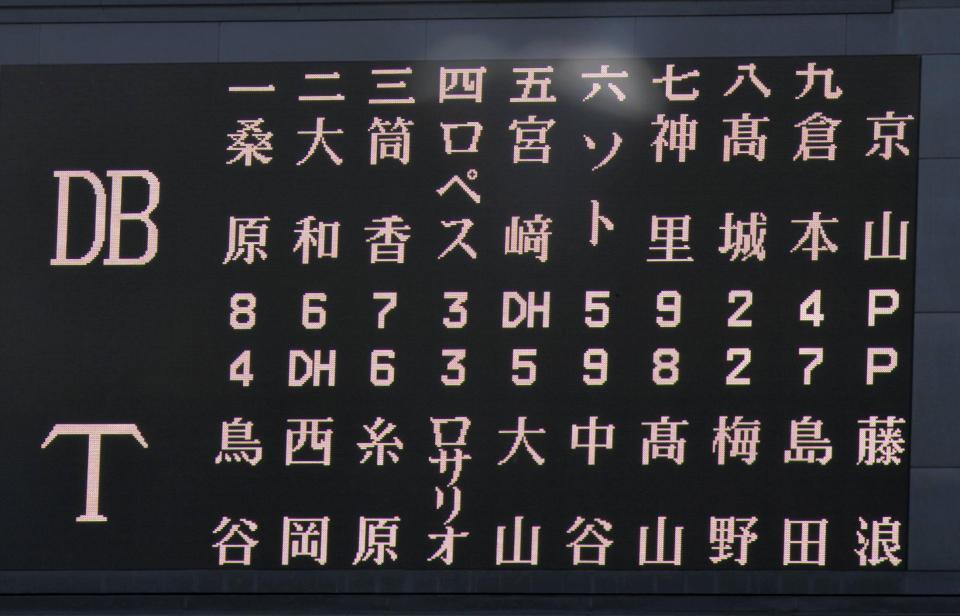 DB
一 二 三 四 五 六 七 八 九
桑原 大和 筒香 ロペス 宮﨑 ソト 神里 髙城 倉本 京山
8 6 7 3 DH 5 9 2 4 P
4 DH 6 3 5 9 8 2 7 P
T
鳥谷 西岡 糸原 ロサリオ 大山 中谷 髙山 梅野 島田 藤浪